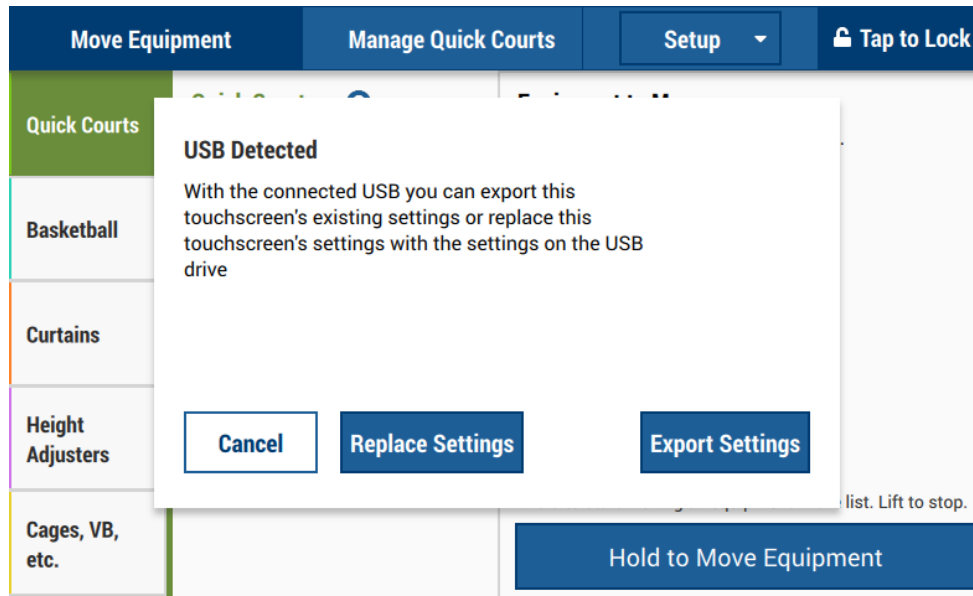 Move Equipment
Manage Quick Courts
Setup
Tap to Lock
Quick Courts
Basketball
Curtains
Height
Adjusters
Cages, VB,
etc.
USB Detected
With the connected USB you can export this
touchscreen's existing settings or replace this
touchscreen's settings with the settings on the USB
drive
Cancel
Replace Settings
Export Settings
list. Lift to stop.
Hold to Move Equipment